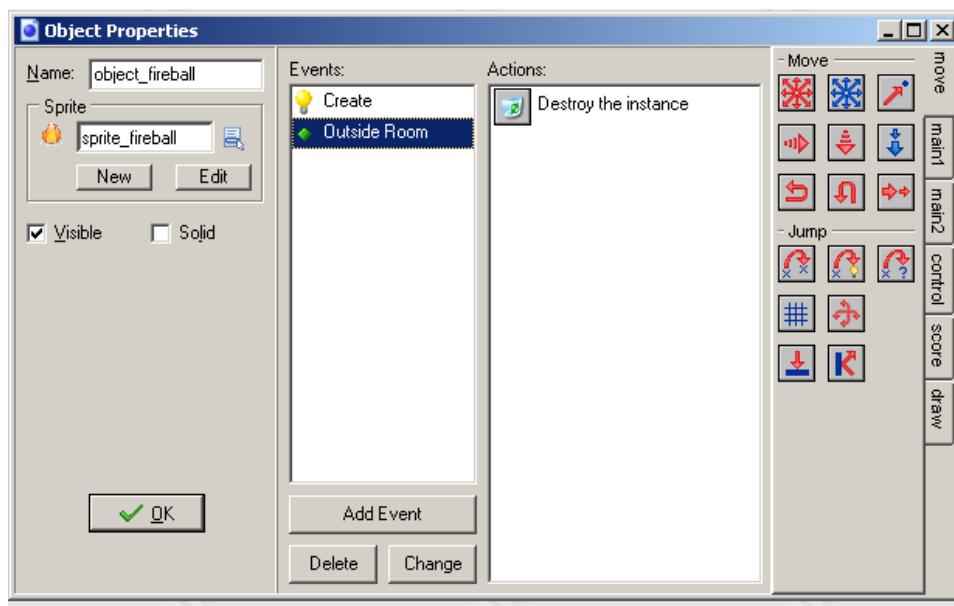 Object Properties
Name: object_fireball
Sprite
sprite_fireball
New Edit
Visible Solid
OK
Events:
Create
Outside Room
Add Event
Delete Change
Actions:
Destroy the instance
Move
Jump
move
main1
main2
control
score
draw